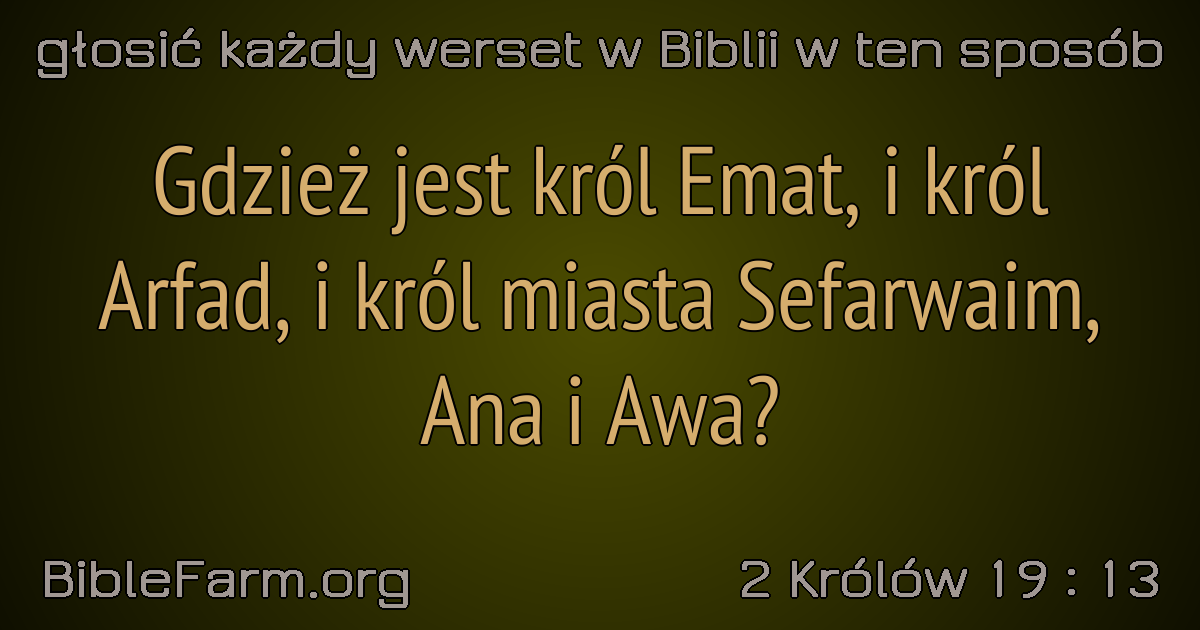 głosić każdy werset w Biblii w ten sposób
Gdzież jest król Emat, i król
Arfad, i król miasta Sefarwaim,
Ana i Awa?
BibleFarm.org
2 Królów 19 : 13